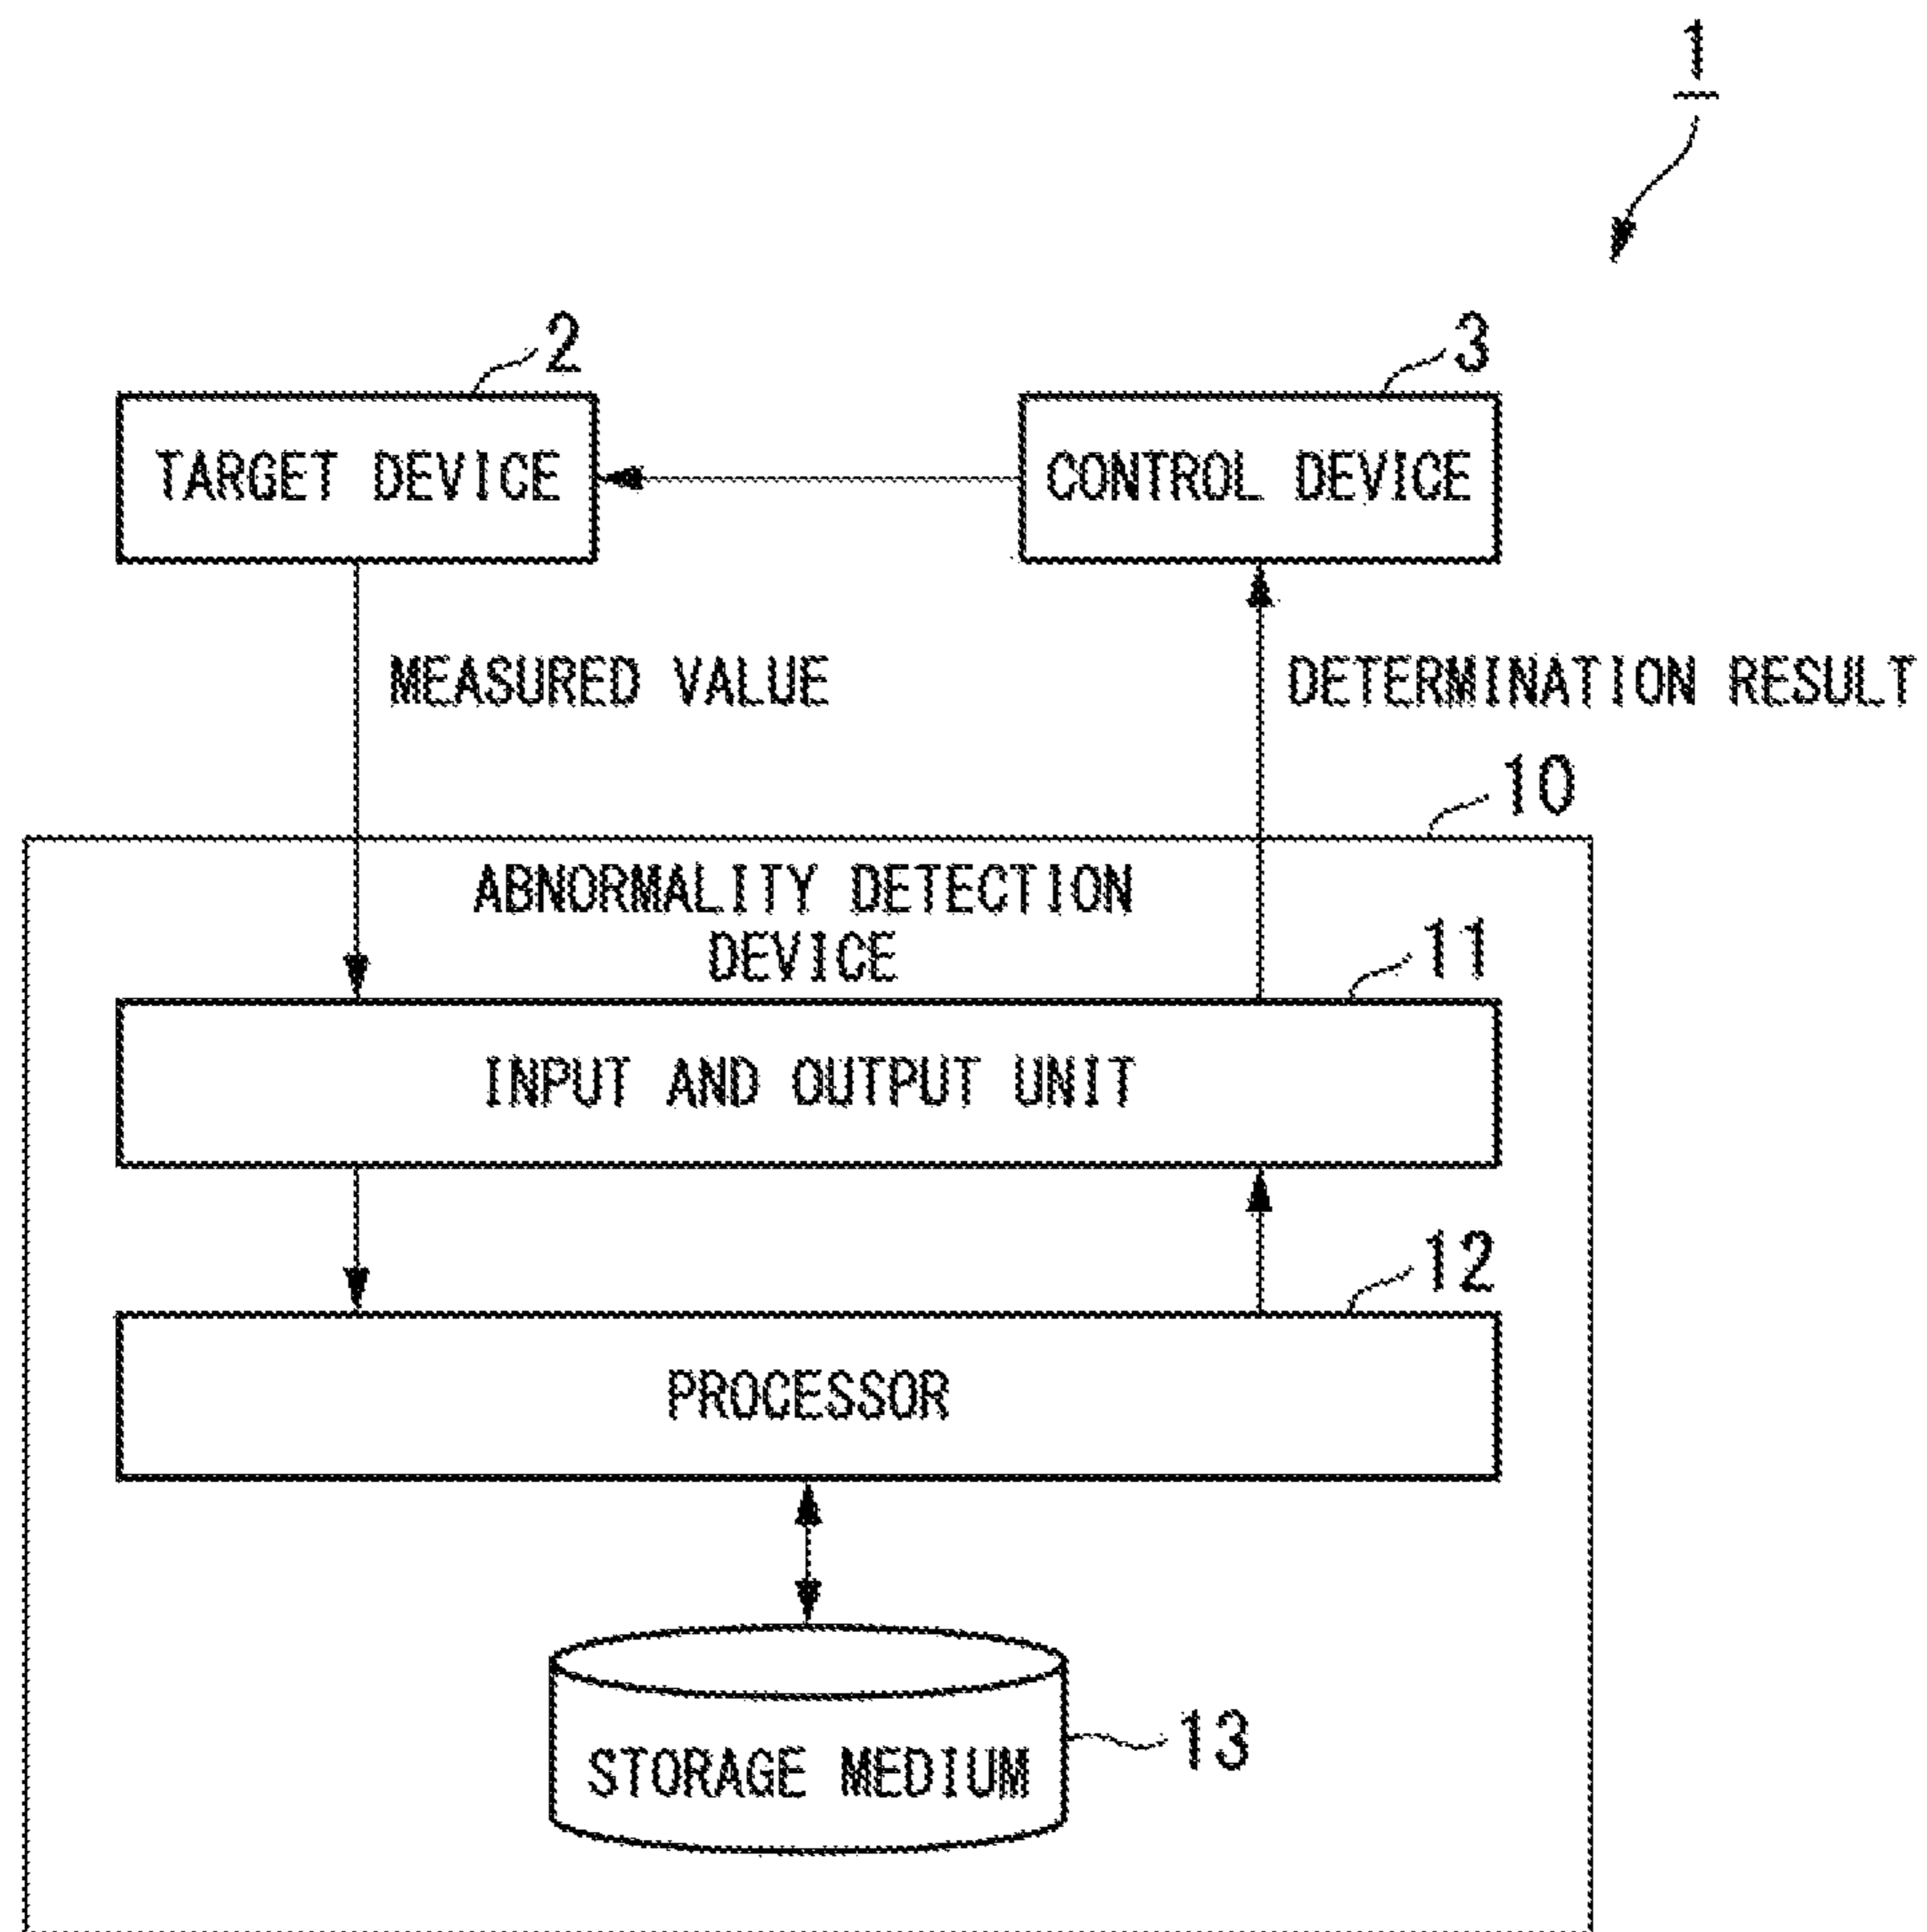 1
2
3
TARGET DEVICE
CONTROL DEVICE
MEASURED VALUE
DETERMINATION RESULT
10
ABNORMALITY DETECTION
DEVICE
11
INPUT AND OUTPUT UNIT
12
PROCESSOR
13
STORAGE MEDIUM